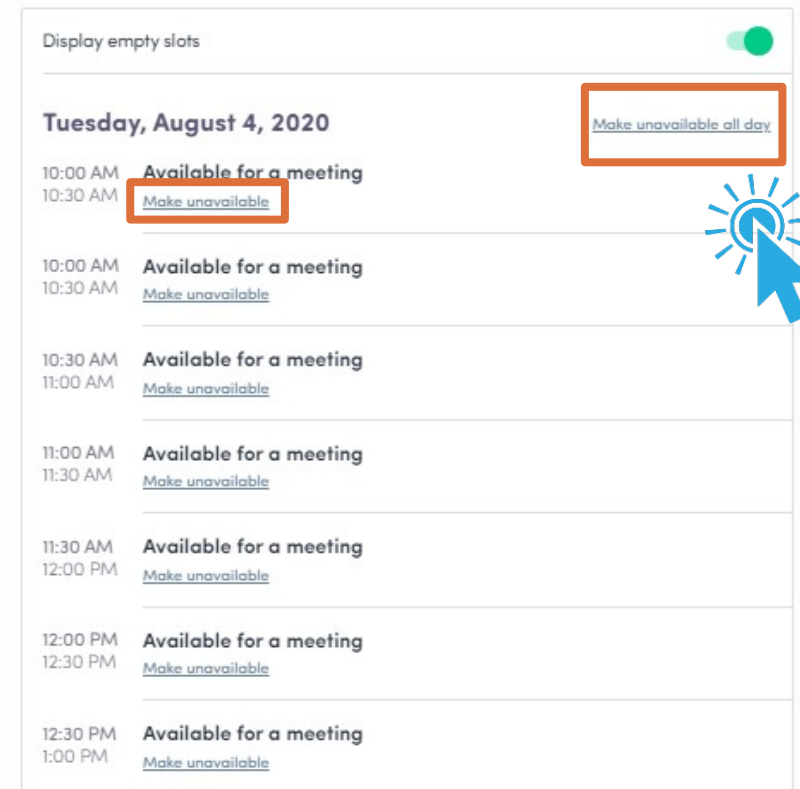 Display empty slots
Tuesday, August 4, 2020
Make unavailable all day
10:00 AM Available for a meeting
10:30 AM Make unavailable
10:00 AM Available for a meeting
10:30 AM Make unavailable
10:30 AM Available for a meeting
11:00 AM Make unavailable
11:00 AM Available for a meeting
11:30 AM Make unavailable
11:30 AM Available for a meeting
12:00 PM Make unavailable
12:00 PM Available for a meeting
12:30 PM Make unavailable
12:30 PM Available for a meeting
1:00 PM Make unavailable